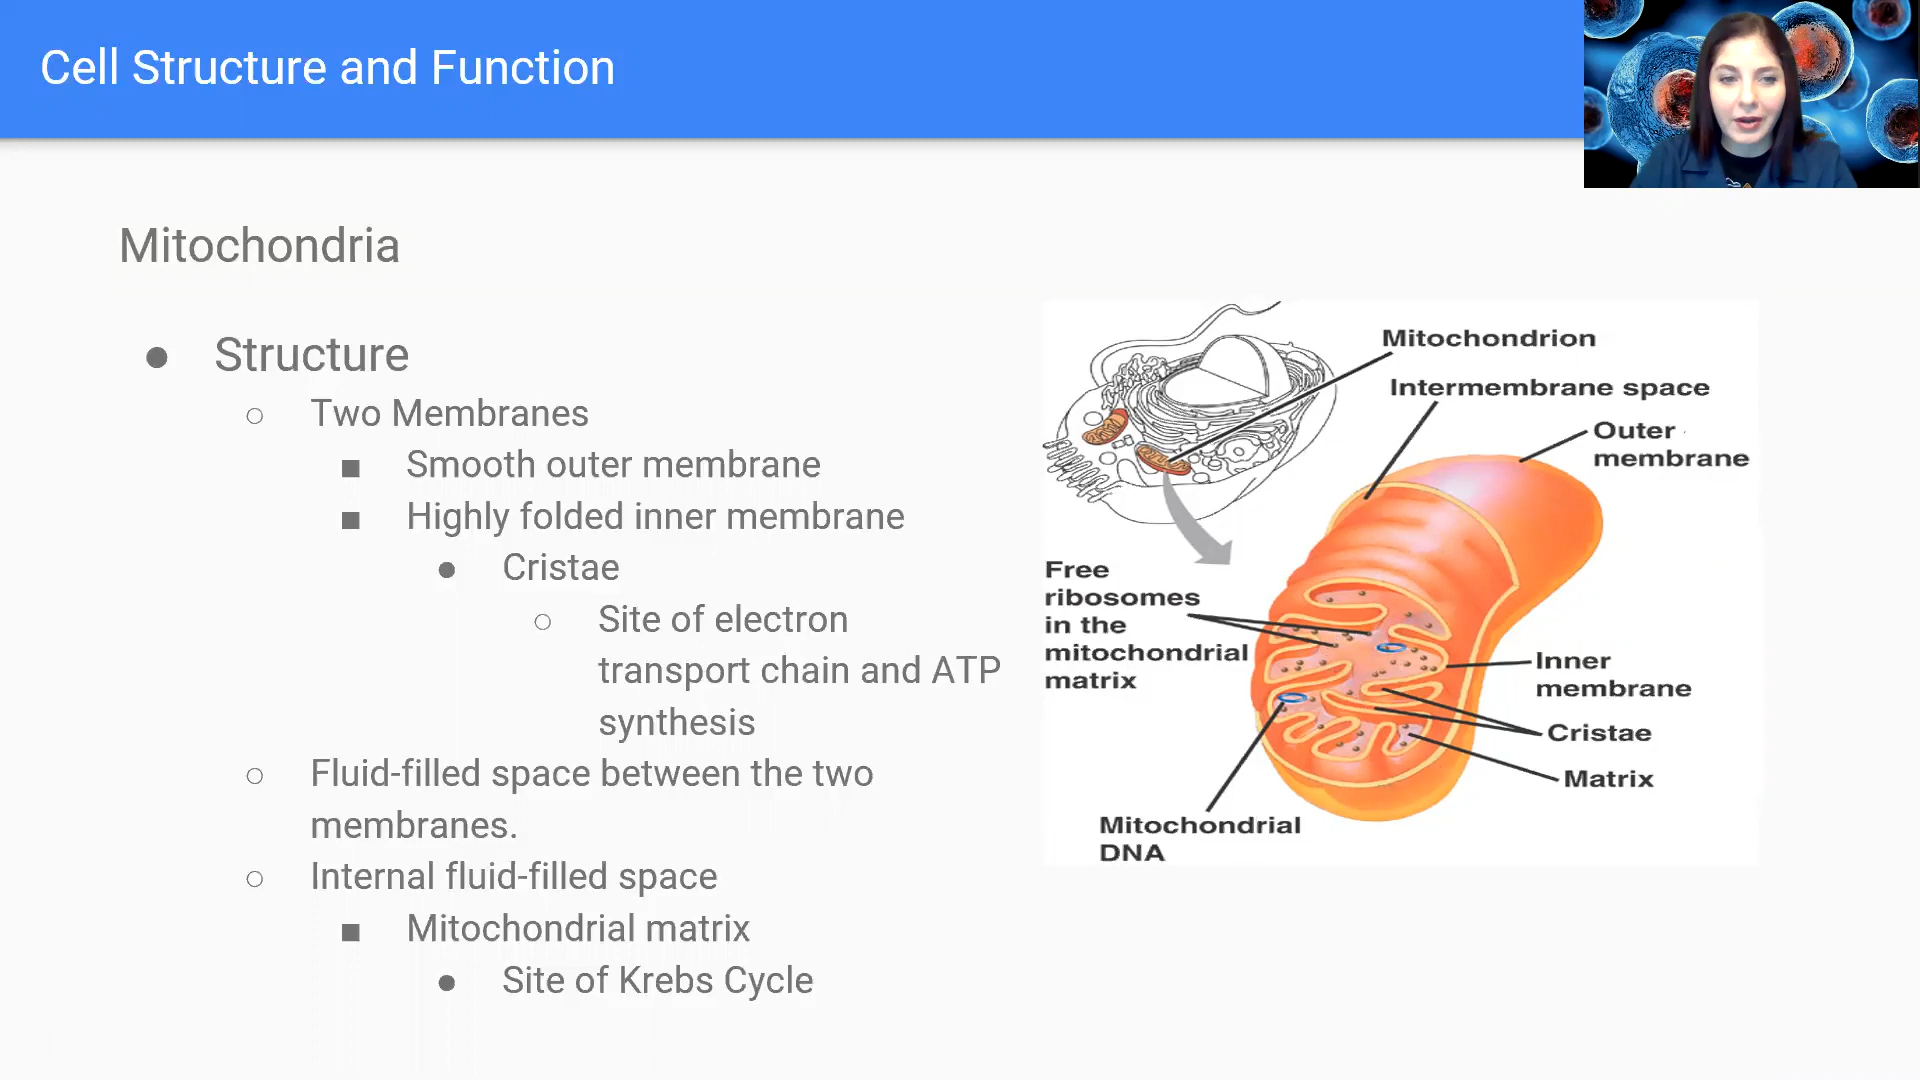 Cell Structure and Function
Mitochondria
● Structure
○ Two Membranes
■ Smooth outer membrane
■ Highly folded inner membrane
● Cristae
○ Site of electron
transport chain and ATP
synthesis
○ Fluid-filled space between the two
membranes.
○ Internal fluid-filled space
■ Mitochondrial matrix
● Site of Krebs Cycle
Mitochondrion
Intermembrane space
Outer
membrane
Free
ribosomes
in the
mitochondrial
matrix
Inner
membrane
Cristae
Matrix
Mitochondrial
DNA